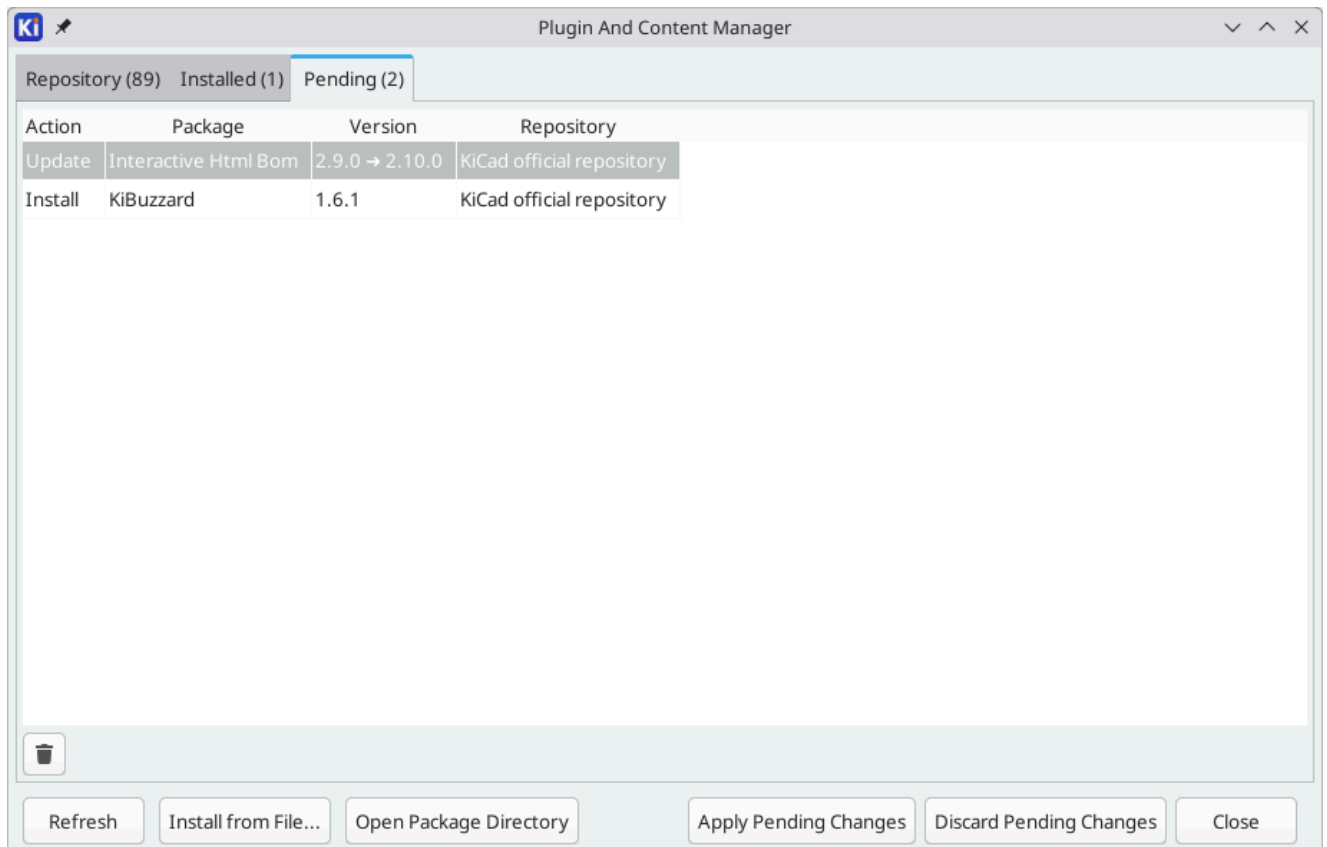 Ki Plugin And Content Manager
Repository (89) Installed (1) Pending (2)
Action Package Version Repository
Update Interactive Html Bom 2.9.0 → 2.10.0 KiCad official repository
Install KiBuzzard 1.6.1 KiCad official repository
Refresh Install from File... Open Package Directory Apply Pending Changes Discard Pending Changes Close